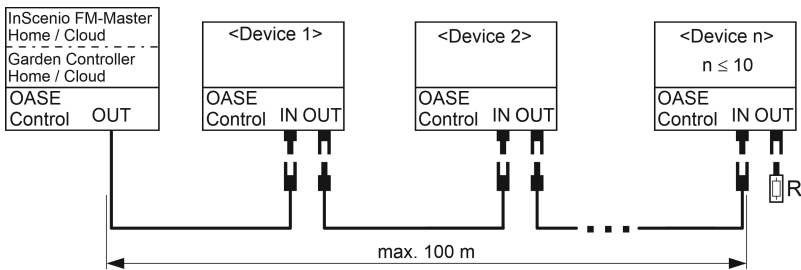 InScenio FM-Master
Home / Cloud
Garden Controller
Home / Cloud
OASE
Control OUT
<Device 1>
OASE
Control IN OUT
<Device 2>
OASE
Control IN OUT
<Device n>
n ≤ 10
OASE
Control IN OUT
R
max. 100 m